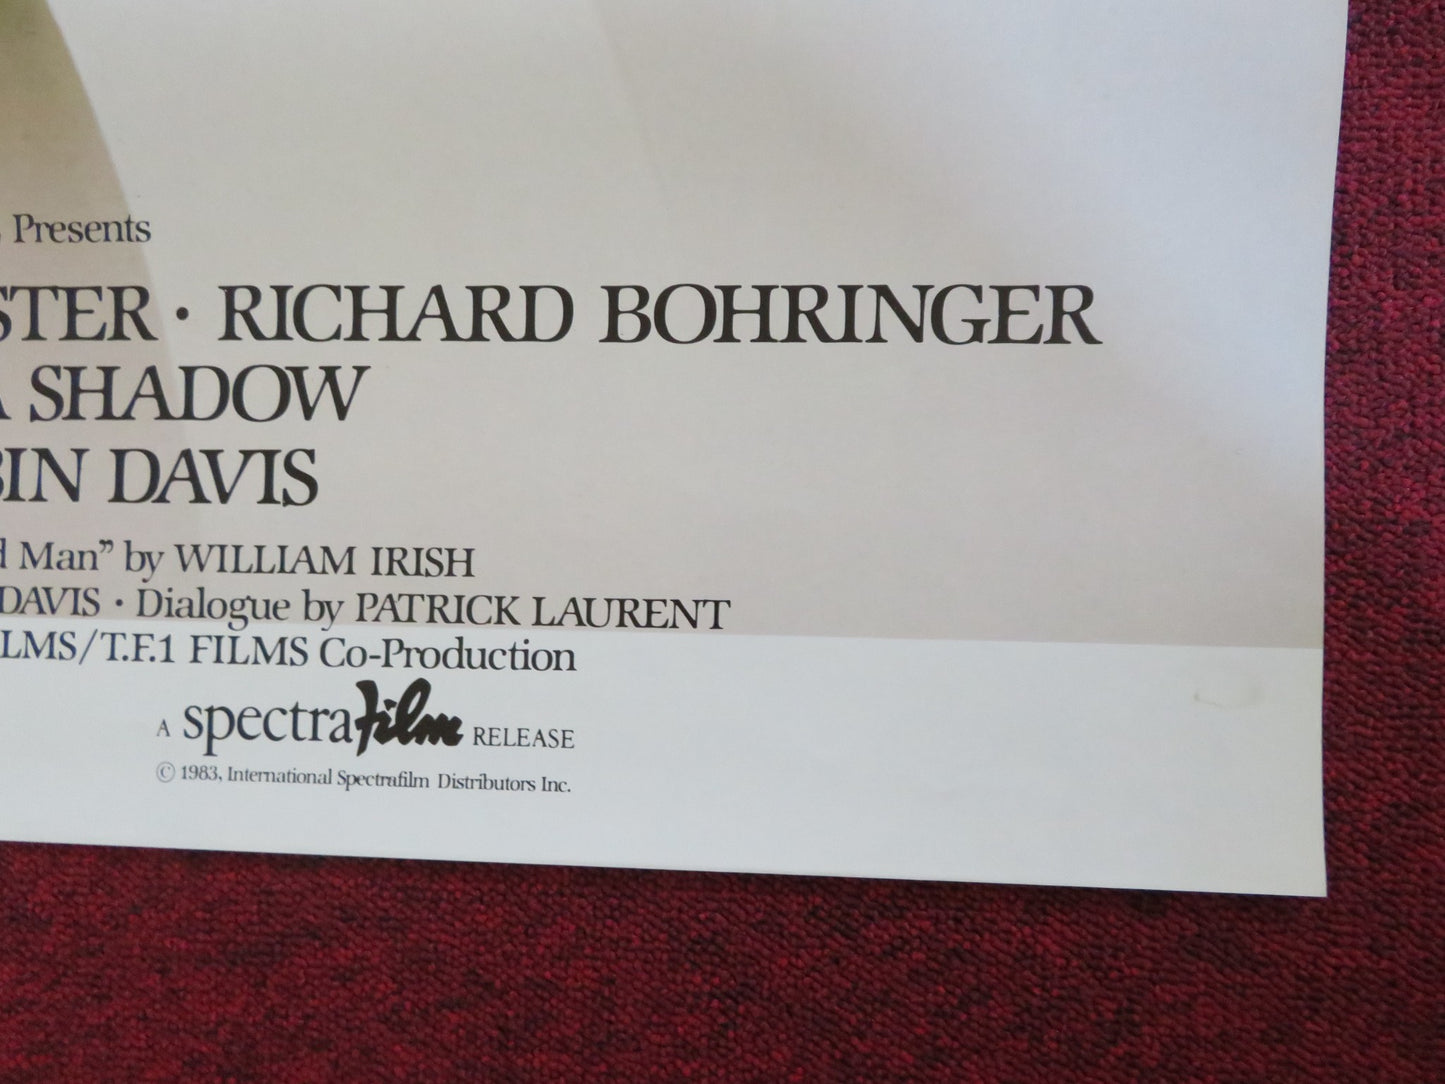 Presents
STER · RICHARD BOHRINGER
A SHADOW
BIN DAVIS
d Man” by WILLIAM IRISH
DAVIS · Dialogue by PATRICK LAURENT
LMS/T.F.1 FILMS Co-Production
A spectrafilm RELEASE
© 1983, International Spectrafilm Distributors Inc.